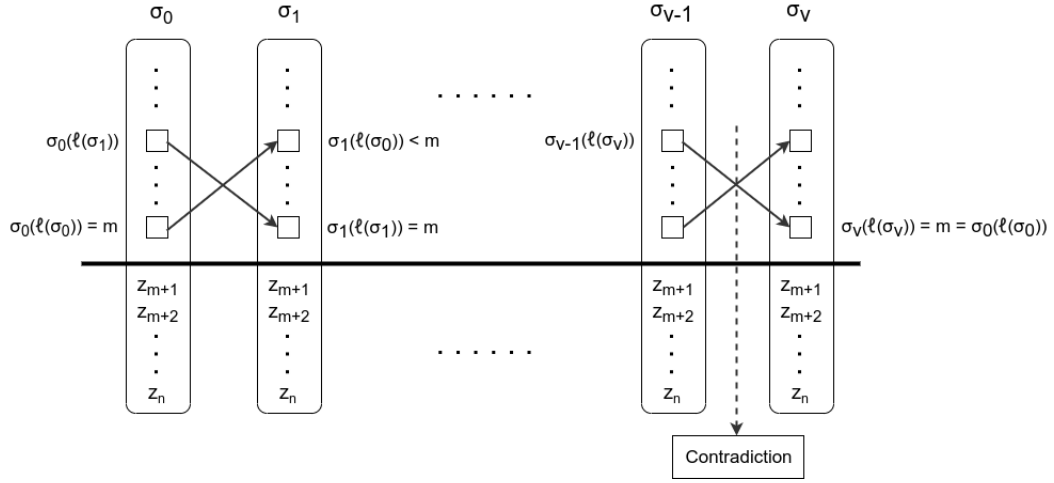 σ₀ σ₁ σᵥ₋₁ σᵥ
σ₀(ℓ(σ₁)) σ₁(ℓ(σ₀)) < m σᵥ₋₁(ℓ(σᵥ))
σ₀(ℓ(σ₀)) = m σ₁(ℓ(σ₁)) = m σᵥ(ℓ(σᵥ)) = m = σ₀(ℓ(σ₀))
zₘ₊₁ zₘ₊₁ zₘ₊₁ zₘ₊₁
zₘ₊₂ zₘ₊₂ zₘ₊₂ zₘ₊₂
zₙ zₙ zₙ zₙ
Contradiction